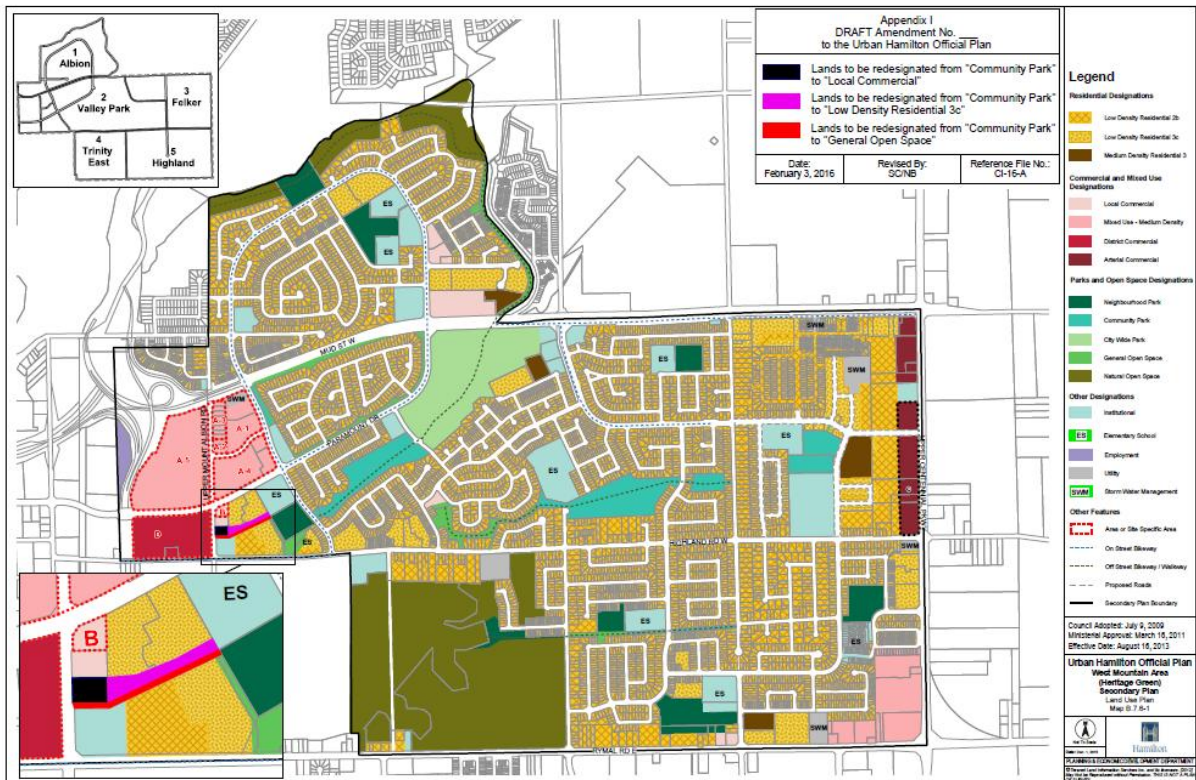 Appendix I
DRAFT Amendment No. ___
to the Urban Hamilton Official Plan
Lands to be redesignated from "Community Park"
to "Local Commercial"
Lands to be redesignated from "Community Park"
to "Low Density Residential 3c"
Lands to be redesignated from "Community Park"
to "General Open Space"
Date:
February 3, 2016
Revised By:
SC/NB
Reference File No.:
CI-16-A
1
Albion
2
Valley Park
3
Felker
4
Trinity
East
5
Highland
Legend
Residential Designations
Low Density Residential 2b
Low Density Residential 3c
Medium Density Residential 3
Commercial and Mixed Use
Designations
Local Commercial
Mixed Use - Medium Density
District Commercial
Arterial Commercial
Parks and Open Space Designations
Neighbourhood Park
Community Park
City Wide Park
General Open Space
Natural Open Space
Other Designations
Institutional
ES
Elementary School
Employment
Utility
SWM
Storm Water Management
Other Features
Area or Site Specific Area
On Street Bikeway
Off Street Bikeway / Walkway
Proposed Roads
Secondary Plan Boundary
Council Adopted: July 9, 2009
Ministerial Approval: March 16, 2011
Effective Date: August 16, 2013
Urban Hamilton Official Plan
West Mountain Area
(Heritage Green)
Secondary Plan
Land Use Plan
Map B.7.6-1
Not To Scale
Hamilton
PLANNING & ECONOMIC DEVELOPMENT DEPARTMENT
ES
ES
MUD ST W
SWM
PARAMOUNT DR
UPPER MOUNT ALBION RD
A-4
ES
ES
ES
SWM
SWM
ES
ES
HIGHLAND RD W
SWM
C
ES
ES
ES
SWM
RYMAL RD E
B
ES